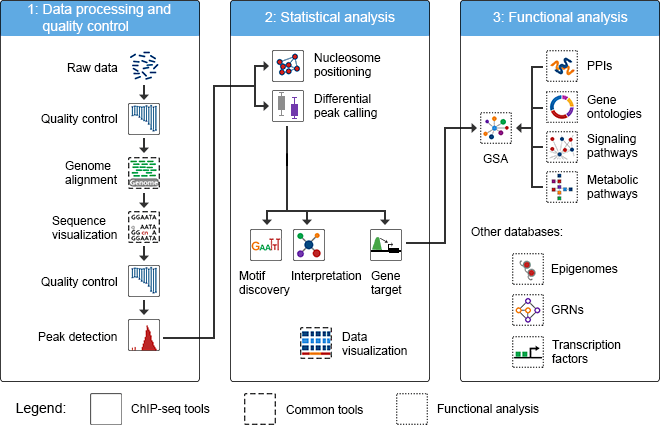 1: Data processing and
quality control
Raw data
Quality control
Genome
alignment
Genome
Sequence
visualization
GGAATA
AATA
GG cn A
GGAATA
Quality control
Peak detection
2: Statistical analysis
Nucleosome
positioning
Differential
peak calling
GAATT
Motif
discovery
Interpretation
Gene
target
Data
visualization
3: Functional analysis
GSA
PPIs
Gene
ontologies
Signaling
pathways
Metabolic
pathways
Other databases:
Epigenomes
GRNs
Transcription
factors
Legend:
ChIP-seq tools
Common tools
Functional analysis